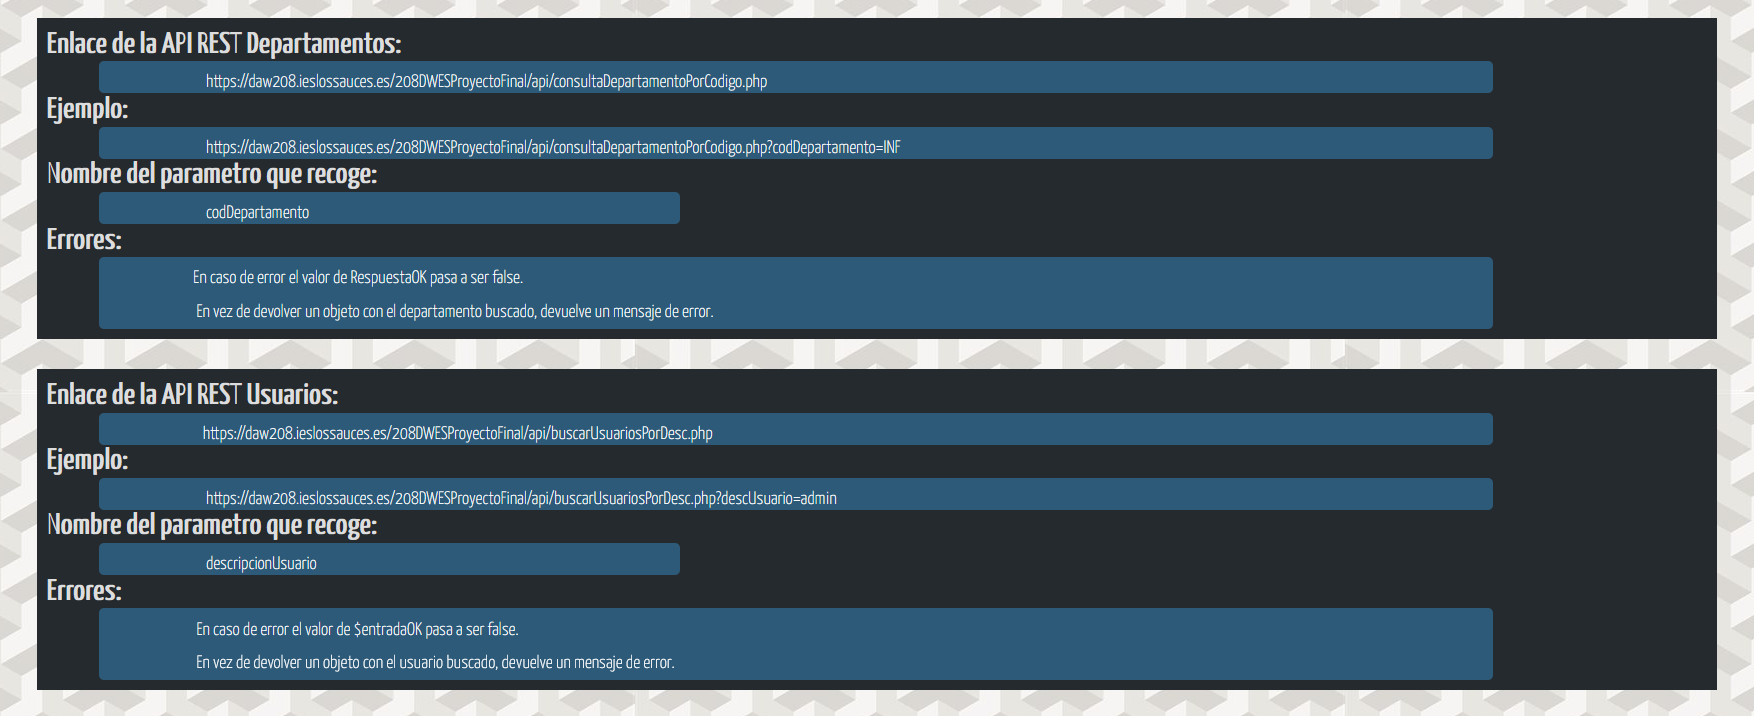 Enlace de la API REST Departamentos:
https://daw208.ieslossauces.es/208DWESProyectoFinal/api/consultaDepartamentoPorCodigo.php
Ejemplo:
https://daw208.ieslossauces.es/208DWESProyectoFinal/api/consultaDepartamentoPorCodigo.php?codDepartamento=INF
Nombre del parametro que recoge:
codDepartamento
Errores:
En caso de error el valor de RespuestaOK pasa a ser false.
En vez de devolver un objeto con el departamento buscado, devuelve un mensaje de error.
Enlace de la API REST Usuarios:
https://daw208.ieslossauces.es/208DWESProyectoFinal/api/buscarUsuariosPorDesc.php
Ejemplo:
https://daw208.ieslossauces.es/208DWESProyectoFinal/api/buscarUsuariosPorDesc.php?descUsuario=admin
Nombre del parametro que recoge:
descripcionUsuario
Errores:
En caso de error el valor de $entradaOK pasa a ser false.
En vez de devolver un objeto con el usuario buscado, devuelve un mensaje de error.